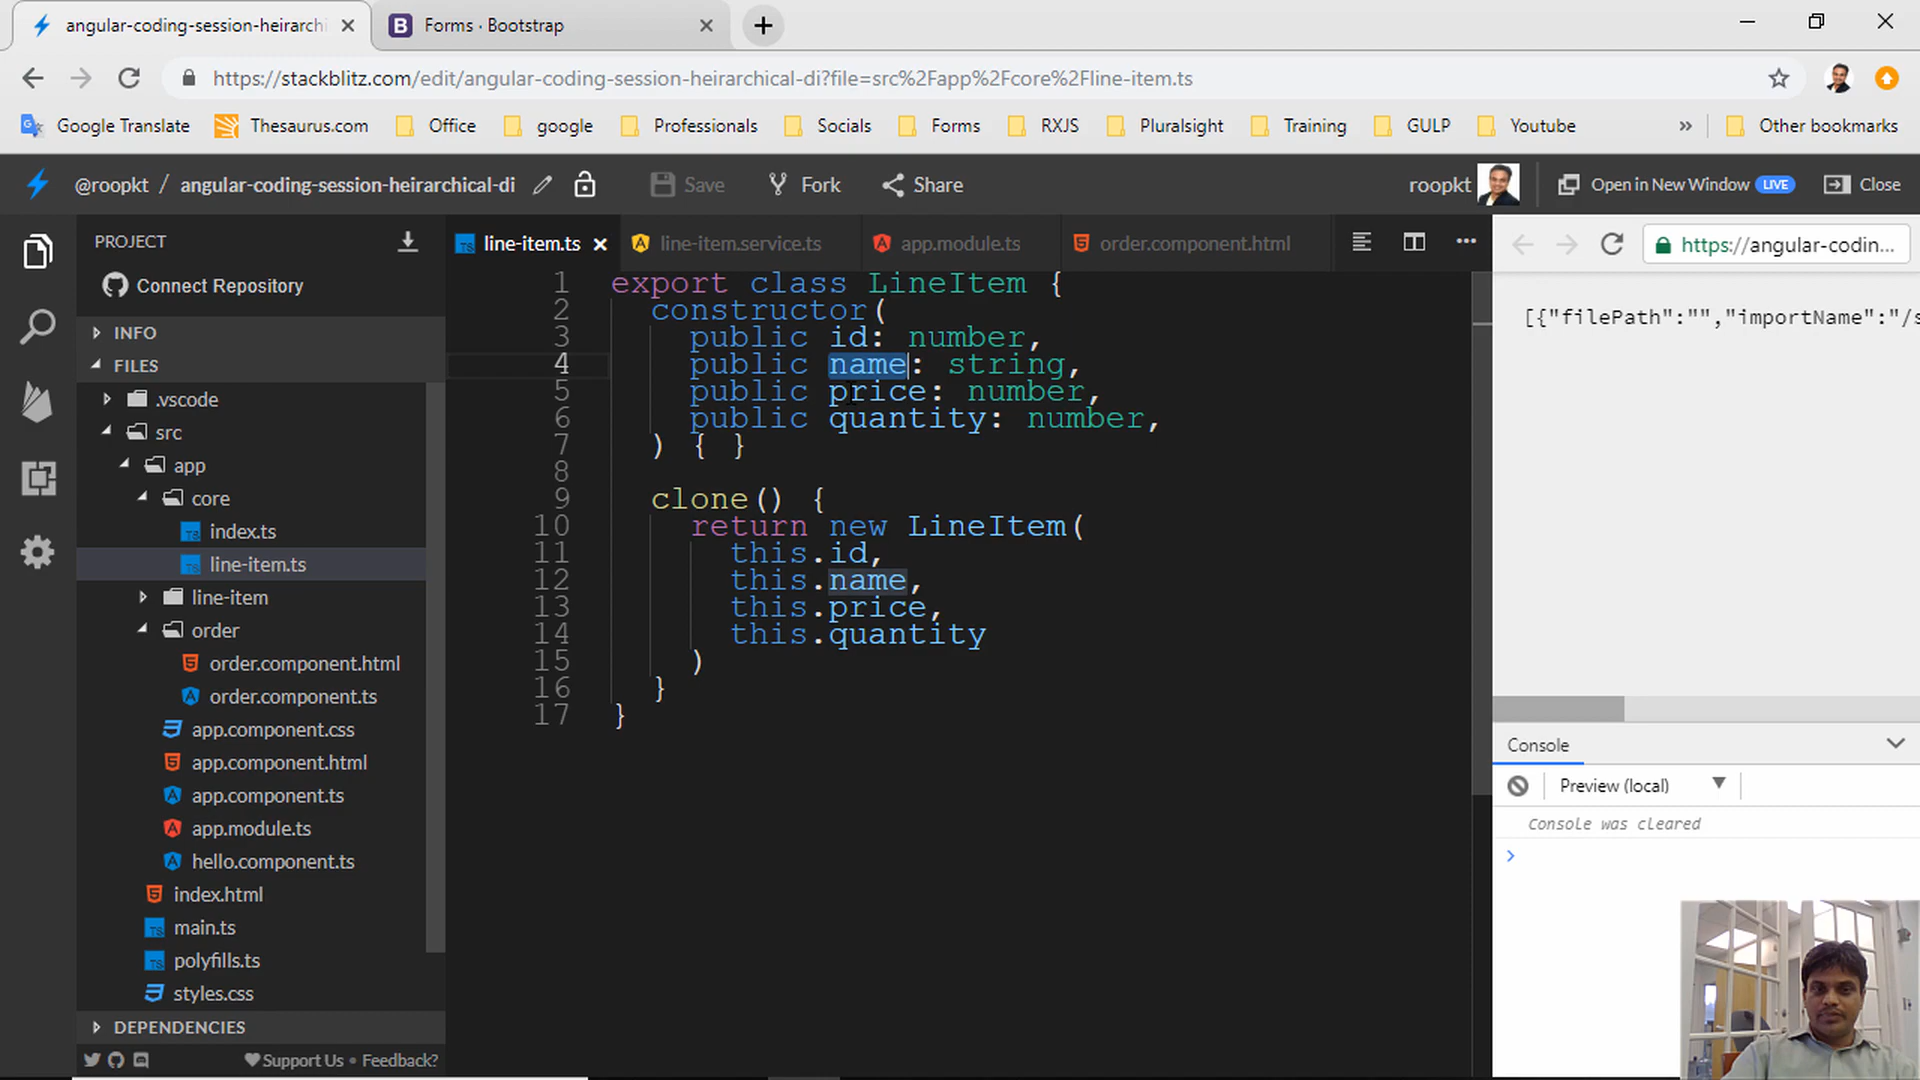 angular-coding-session-heirarchi
Forms · Bootstrap
https://stackblitz.com/edit/angular-coding-session-heirarchical-di?file=src%2Fapp%2Fcore%2Fline-item.ts
Google Translate
Thesaurus.com
Office
google
Professionals
Socials
Forms
RXJS
Pluralsight
Training
GULP
Youtube
»
Other bookmarks
@roopkt / angular-coding-session-heirarchical-di
Save
Fork
Share
roopkt
Open in New Window LIVE
Close
PROJECT
Connect Repository
INFO
FILES
.vscode
src
app
core
index.ts
line-item.ts
line-item
order
order.component.html
order.component.ts
app.component.css
app.component.html
app.component.ts
app.module.ts
hello.component.ts
index.html
main.ts
polyfills.ts
styles.css
DEPENDENCIES
Support Us • Feedback?
line-item.ts
line-item.service.ts
app.module.ts
order.component.html
1 export class LineItem {
2 constructor(
3 public id: number,
4 public name: string,
5 public price: number,
6 public quantity: number,
7 ) { }
8
9 clone() {
10 return new LineItem(
11 this.id,
12 this.name,
13 this.price,
14 this.quantity
15 )
16 }
17 }
https://angular-codin...
[{"filePath":"","importName":"/s
Console
Preview (local)
Console was cleared